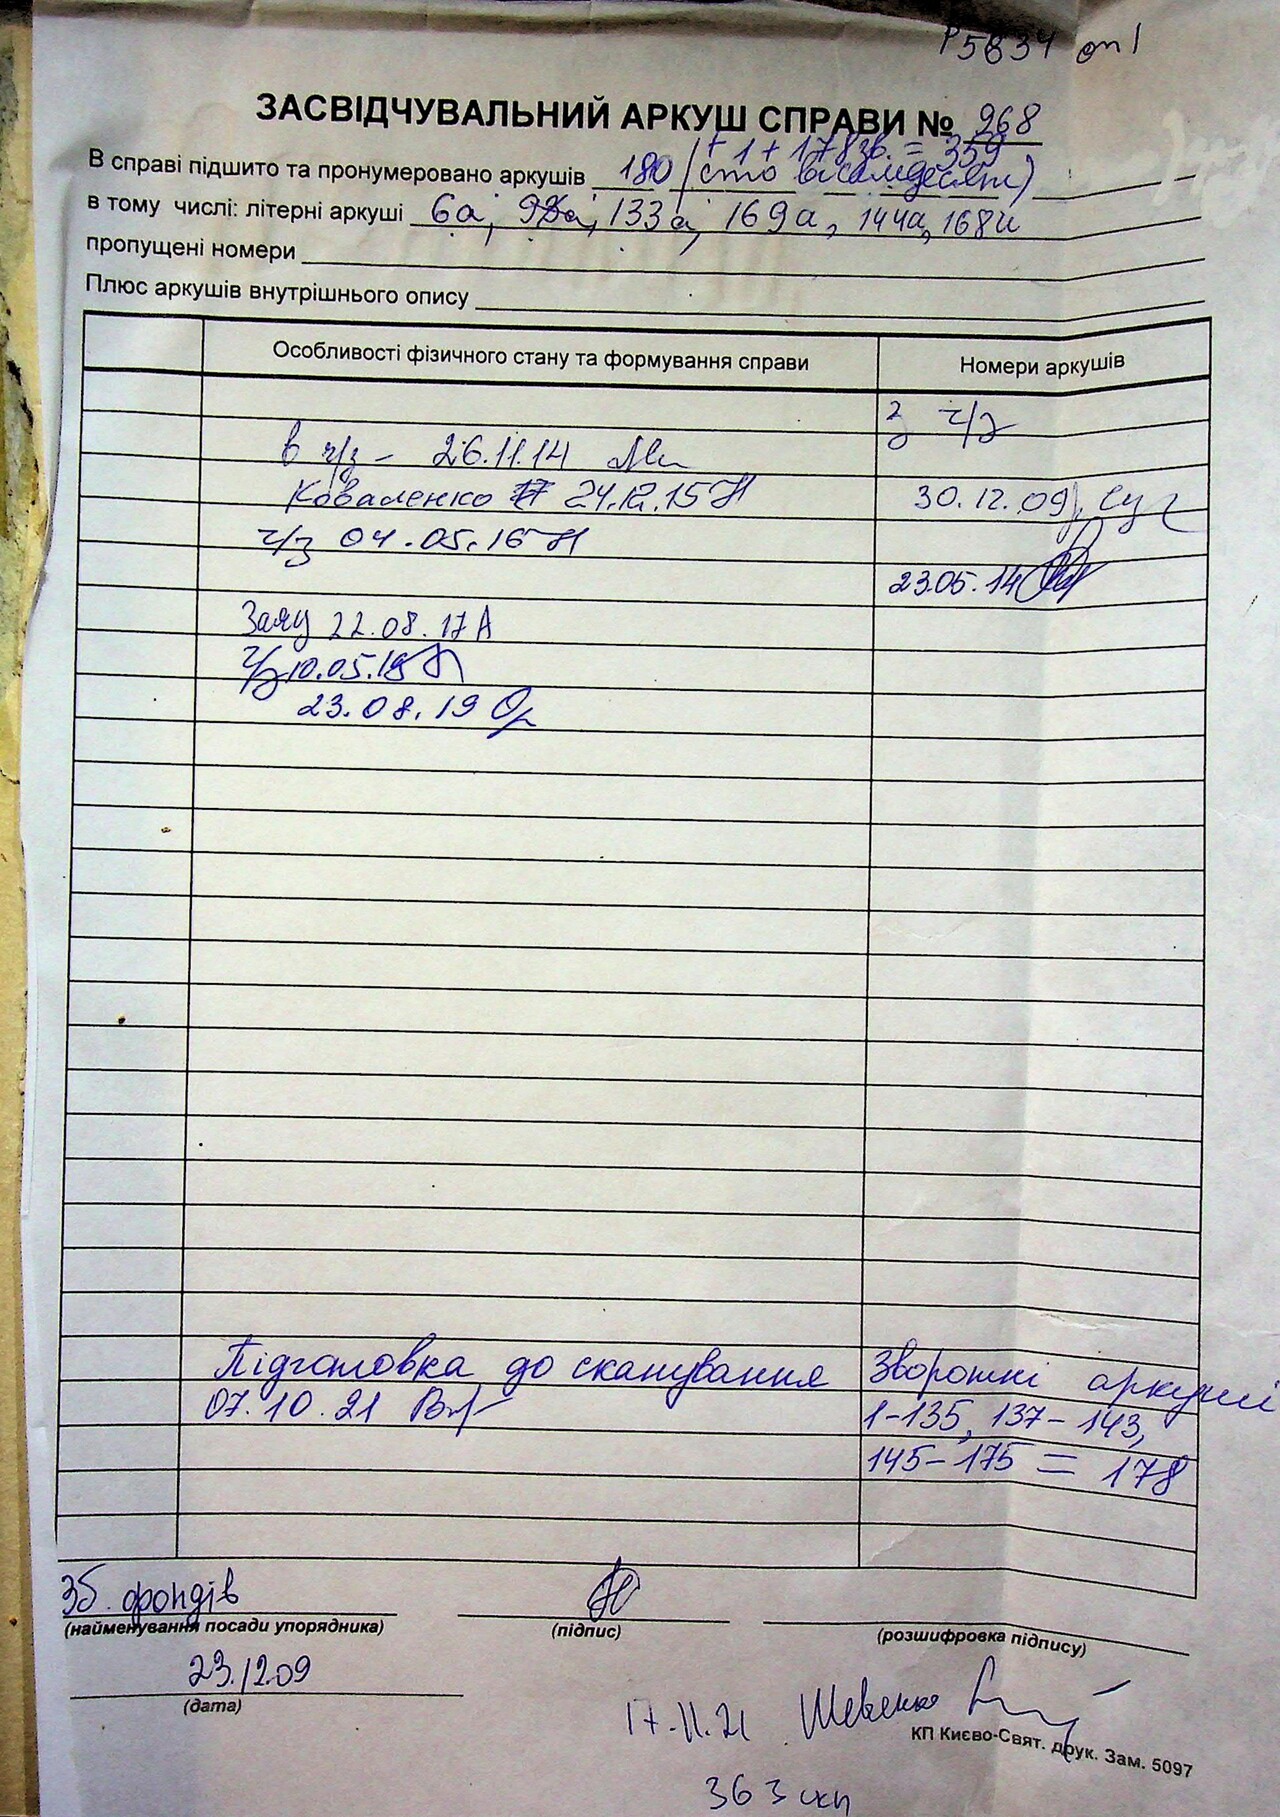 Р5834 оп 1
ЗАСВІДЧУВАЛЬНИЙ АРКУШ СПРАВИ № 268
+ 1 + 178зв. = 359
В справі підшито та пронумеровано аркушів 180 (сто вісімдесят)
в тому числі: літерні аркуші 6а, 98а, 133а, 169а, 144а, 168а
пропущені номери
Плюс аркушів внутрішнього опису
Особливості фізичного стану та формування справи Номери аркушів
з ч/з
в ч/з - 26.11.14
Коваленко 24.12.15 30.12.09
ч/з 04.05.16
23.05.14
22.08.17
ч/з 10.05.18
23.08.19
Підготовка до сканування Зворотні аркуші
07.10.21 1-135, 137-143,
145-175 = 178
Зб. фондів
(найменування посади упорядника) (підпис) (розшифровка підпису)
23.12.09
(дата)
17.11.21 Шевченко
КП Києво-Свят. друк. Зам. 5097
363 скп